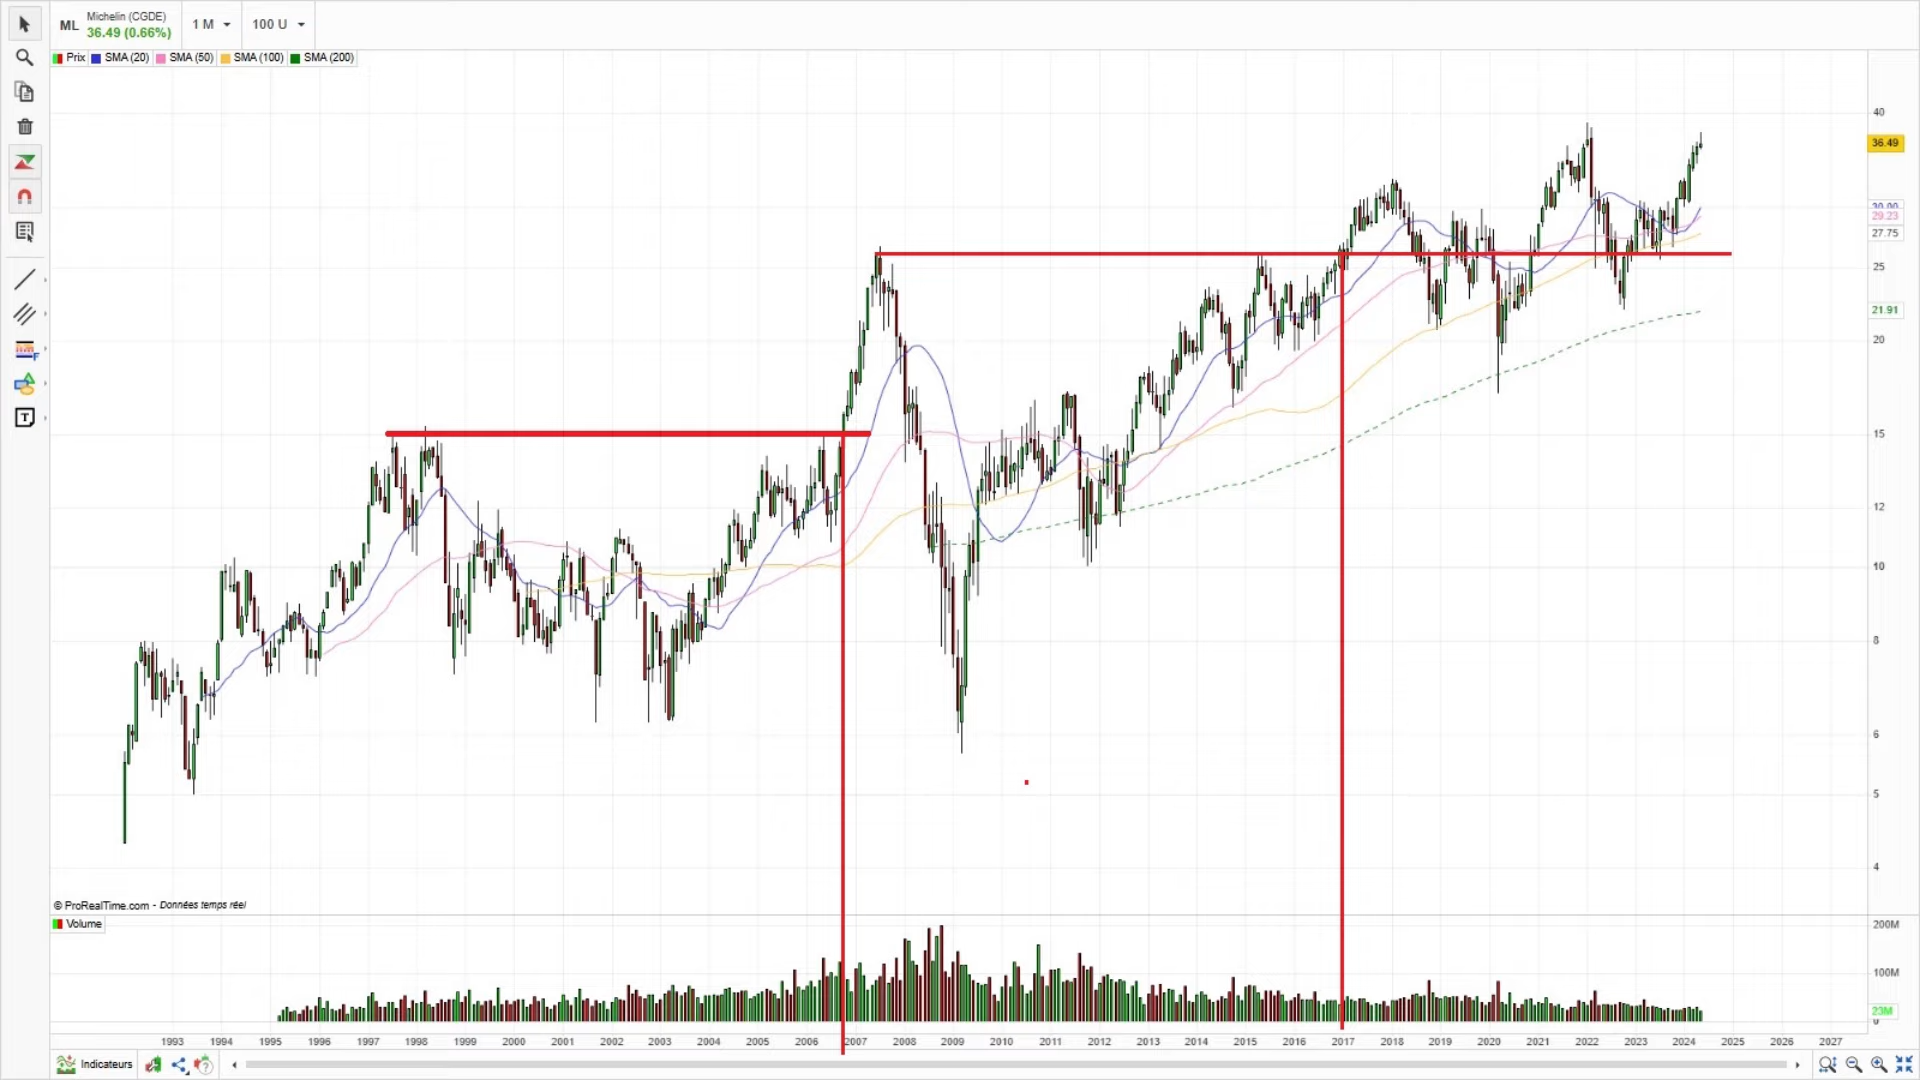 ML Michelin (CGDE) 36.49 (0.66%) 1 M 100 U
Prix SMA (20) SMA (50) SMA (100) SMA (200)
40
36.49
30.00
29.23
27.75
25
21.91
20
15
12
10
8
6
5
4
© ProRealTime.com - Données temps réel
Volume
200M
100M
23M
0
1993 1994 1995 1996 1997 1998 1999 2000 2001 2002 2003 2004 2005 2006 2007 2008 2009 2010 2011 2012 2013 2014 2015 2016 2017 2018 2019 2020 2021 2022 2023 2024 2025 2026 2027
Indicateurs